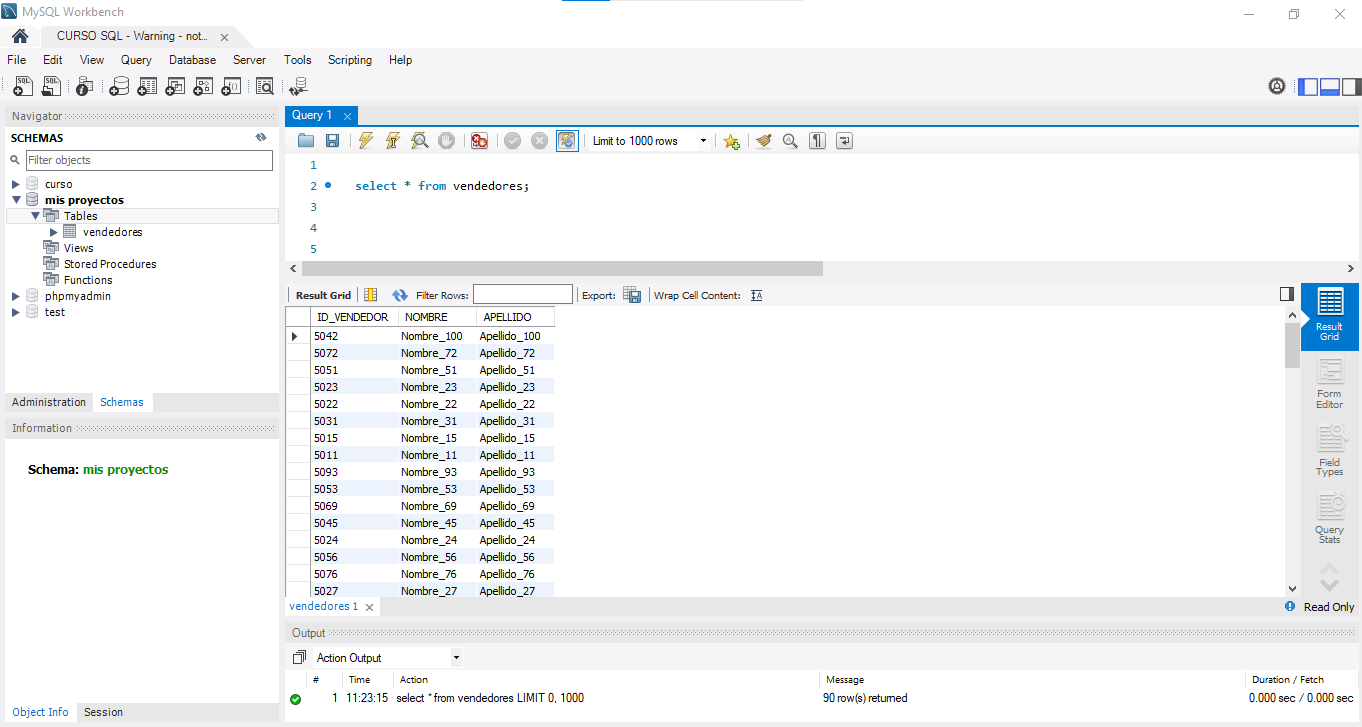 MySQL Workbench
CURSO SQL - Warning - not...
File Edit View Query Database Server Tools Scripting Help
SQL SQL
Navigator
SCHEMAS
Filter objects
curso
mis proyectos
Tables
vendedores
Views
Stored Procedures
Functions
phpmyadmin
test
Administration Schemas
Information
Schema: mis proyectos
Object Info Session
Query 1
Limit to 1000 rows
1
2 select * from vendedores;
3
4
5
Result Grid Filter Rows: Export: Wrap Cell Content:
ID_VENDEDOR NOMBRE APELLIDO
5042 Nombre_100 Apellido_100
5072 Nombre_72 Apellido_72
5051 Nombre_51 Apellido_51
5023 Nombre_23 Apellido_23
5022 Nombre_22 Apellido_22
5031 Nombre_31 Apellido_31
5015 Nombre_15 Apellido_15
5011 Nombre_11 Apellido_11
5093 Nombre_93 Apellido_93
5053 Nombre_53 Apellido_53
5069 Nombre_69 Apellido_69
5045 Nombre_45 Apellido_45
5024 Nombre_24 Apellido_24
5056 Nombre_56 Apellido_56
5076 Nombre_76 Apellido_76
5027 Nombre_27 Apellido_27
Result
Grid
Form
Editor
Field
Types
Query
Stats
vendedores 1
Read Only
Output
Action Output
# Time Action Message Duration / Fetch
1 11:23:15 select * from vendedores LIMIT 0, 1000 90 row(s) returned 0.000 sec / 0.000 sec